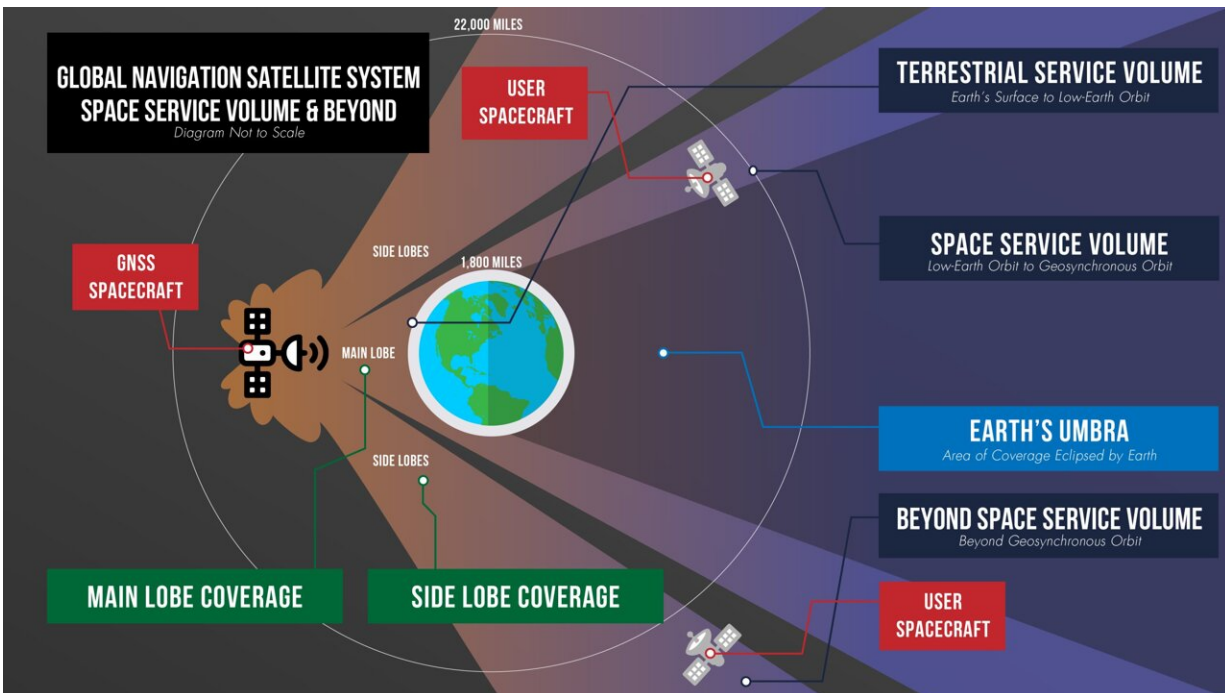 GLOBAL NAVIGATION SATELLITE SYSTEM
SPACE SERVICE VOLUME & BEYOND
Diagram Not to Scale
22,000 MILES
USER
SPACECRAFT
TERRESTRIAL SERVICE VOLUME
Earth's Surface to Low-Earth Orbit
SPACE SERVICE VOLUME
Low-Earth Orbit to Geosynchronous Orbit
GNSS
SPACECRAFT
SIDE LOBES
1,800 MILES
MAIN LOBE
SIDE LOBES
EARTH'S UMBRA
Area of Coverage Eclipsed by Earth
BEYOND SPACE SERVICE VOLUME
Beyond Geosynchronous Orbit
MAIN LOBE COVERAGE
SIDE LOBE COVERAGE
USER
SPACECRAFT